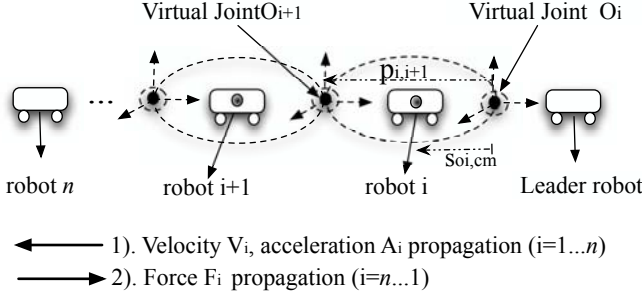 Virtual JointOi+1
Virtual Joint Oi
pi,i+1
...
soi,cm
robot n
robot i+1
robot i
Leader robot
1). Velocity Vi, acceleration Ai propagation (i=1...n)
2). Force Fi propagation (i=n...1)